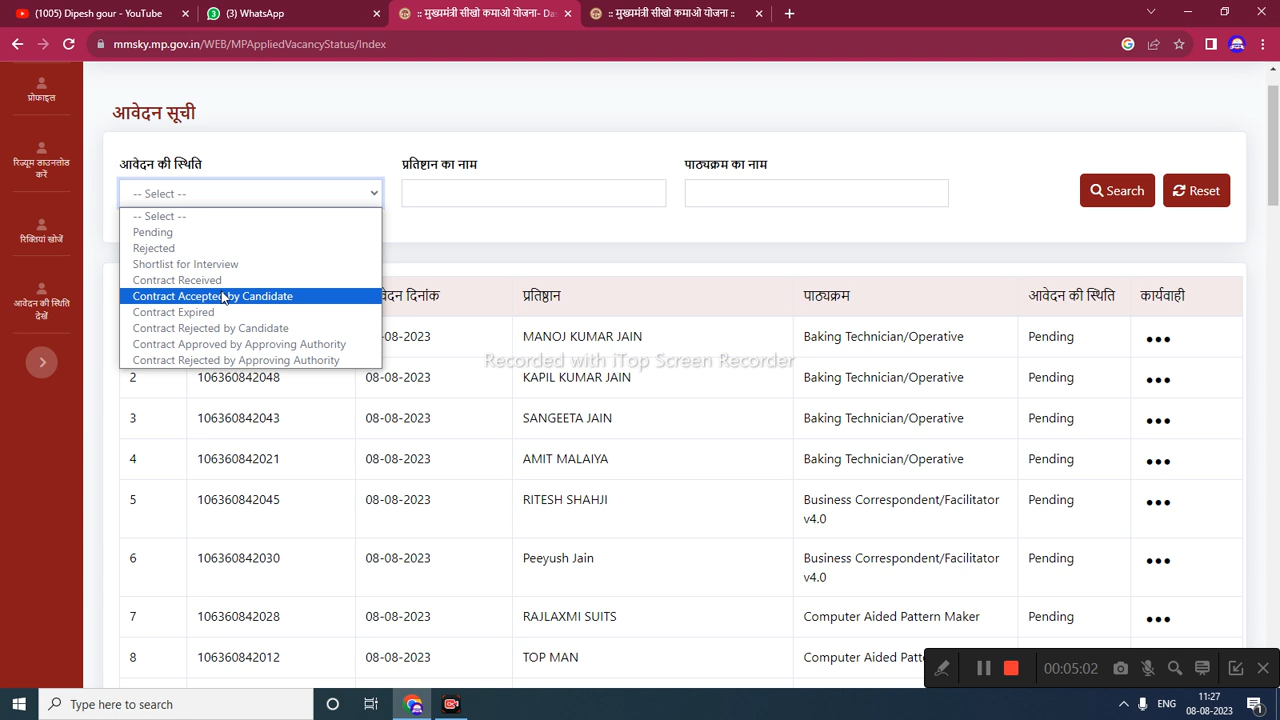 (1005) Dipesh gour - YouTube
(3) WhatsApp
:: मुख्यमंत्री सीखो कमाओ योजना- Da
:: मुख्यमंत्री सीखो कमाओ योजना ::
mmsky.mp.gov.in/WEB/MPAppliedVacancyStatus/Index
प्रोफाइल
रिज्यूम डाउनलोड
करें
रिक्तियां खोजें
आवेदन की स्थिति
देखें
आवेदन सूची
आवेदन की स्थिति प्रतिष्ठान का नाम पाठ्यक्रम का नाम
-- Select --
Search Reset
-- Select --
Pending
Rejected
Shortlist for Interview
Contract Received
Contract Accepted by Candidate
Contract Expired
Contract Rejected by Candidate
Contract Approved by Approving Authority
Contract Rejected by Approving Authority
वेदन दिनांक प्रतिष्ठान पाठ्यक्रम आवेदन की स्थिति कार्यवाही
-08-2023 MANOJ KUMAR JAIN Baking Technician/Operative Pending
Recorded with iTop Screen Recorder
2 106360842048 08-08-2023 KAPIL KUMAR JAIN Baking Technician/Operative Pending
3 106360842043 08-08-2023 SANGEETA JAIN Baking Technician/Operative Pending
4 106360842021 08-08-2023 AMIT MALAIYA Baking Technician/Operative Pending
5 106360842045 08-08-2023 RITESH SHAHJI Business Correspondent/Facilitator Pending
v4.0
6 106360842030 08-08-2023 Peeyush Jain Business Correspondent/Facilitator Pending
v4.0
7 106360842028 08-08-2023 RAJLAXMI SUITS Computer Aided Pattern Maker Pending
8 106360842012 08-08-2023 TOP MAN Computer Aided Patt
00:05:02
Type here to search
ENG
11:27
08-08-2023
1